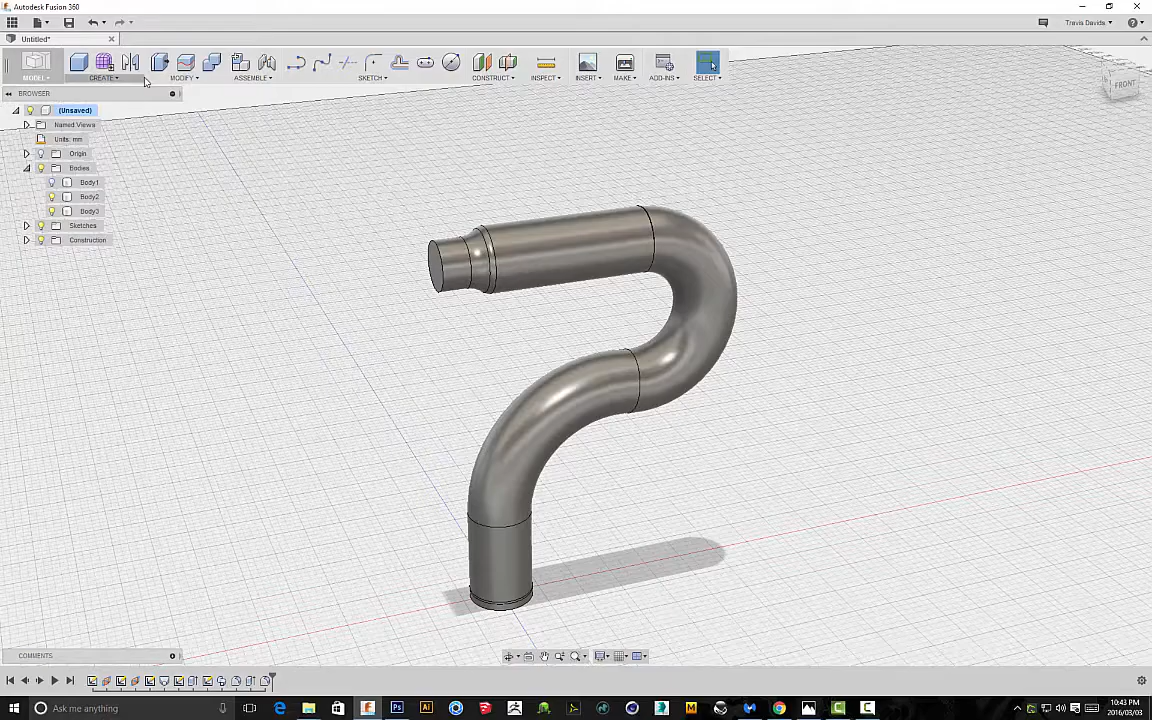 Autodesk Fusion 360
Travis Davids
Untitled*
MODEL
CREATE
MODIFY
ASSEMBLE
SKETCH
CONSTRUCT
INSPECT
INSERT
MAKE
ADD-INS
SELECT
FRONT
BROWSER
(Unsaved)
Named Views
Units: mm
Origin
Bodies
Body1
Body2
Body3
Sketches
Construction
COMMENTS
Ask me anything
10:43 PM
2016/03/03